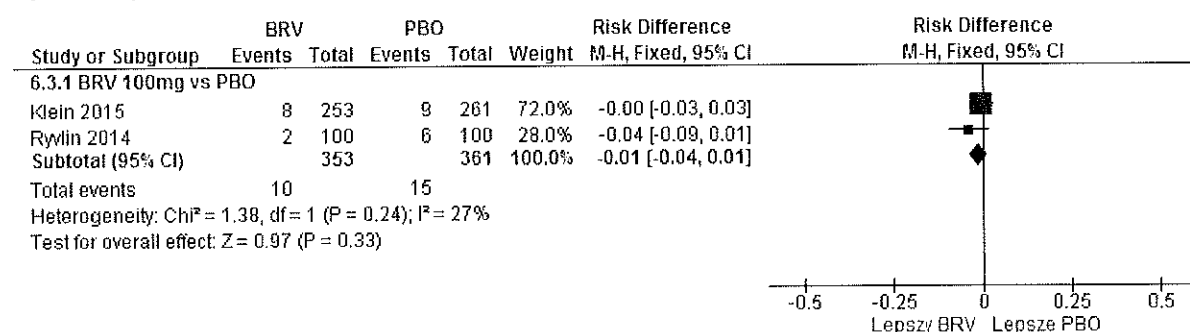 BRV PBO Risk Difference Risk Difference
Study or Subgroup Events Total Events Total Weight M-H, Fixed, 95% CI M-H, Fixed, 95% CI
6.3.1 BRV 100mg vs PBO
Klein 2015 8 253 9 261 72.0% -0.00 [-0.03, 0.03]
Ryvlin 2014 2 100 6 100 28.0% -0.04 [-0.09, 0.01]
Subtotal (95% CI) 353 361 100.0% -0.01 [-0.04, 0.01]
Total events 10 15
Heterogeneity: Chi² = 1.38, df = 1 (P = 0.24); I² = 27%
Test for overall effect: Z = 0.97 (P = 0.33)
-0.5 -0.25 0 0.25 0.5
Lepszy BRV Lepsze PBO